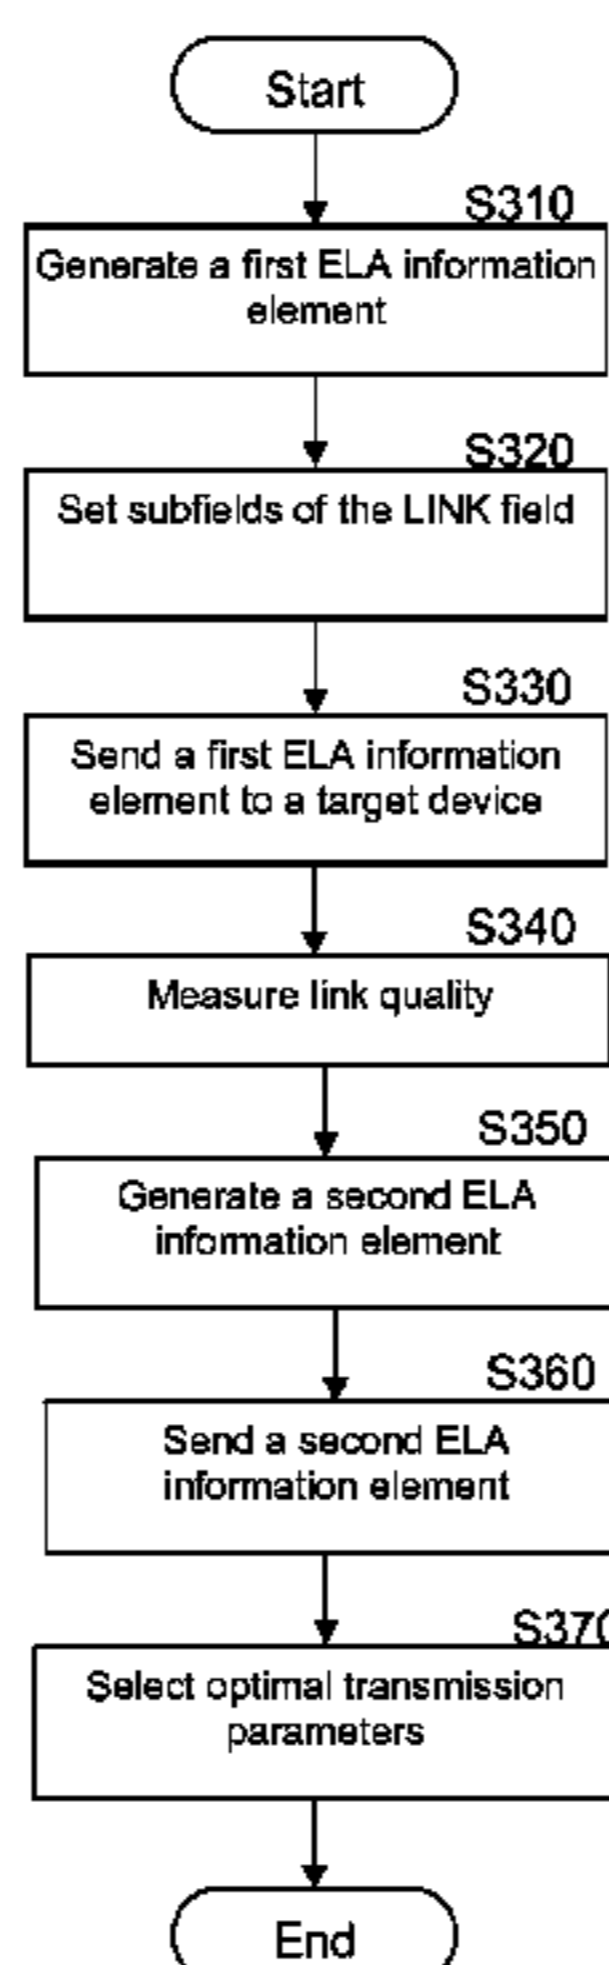 Start
S310
Generate a first ELA information
element
S320
Set subfields of the LINK field
S330
Send a first ELA information
element to a target device
S340
Measure link quality
S350
Generate a second ELA
information element
S360
Send a second ELA
information element
S370
Select optimal transmission
parameters
End